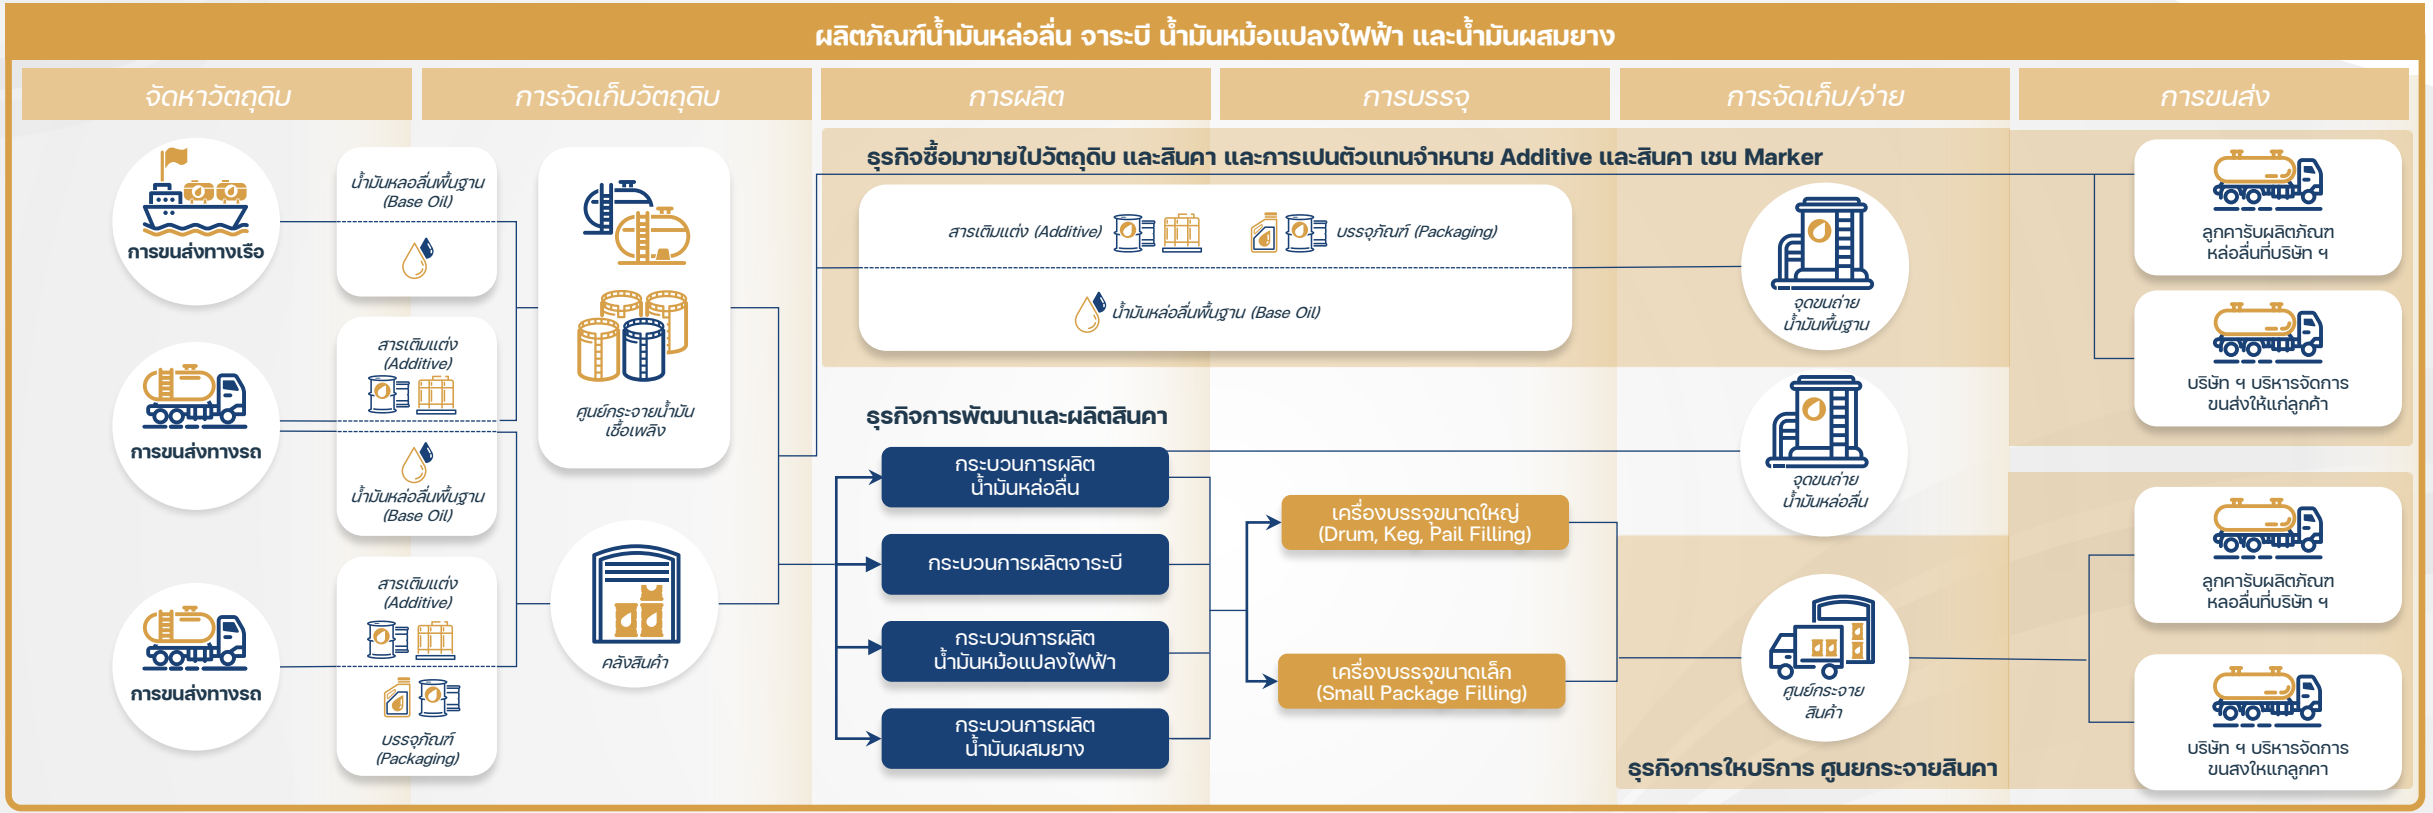 ผลิตภัณฑ์น้ำมันหล่อลื่น จาระบี น้ำมันหม้อแปลงไฟฟ้า และน้ำมันผสมยาง
จัดหาวัตถุดิบ
การจัดเก็บวัตถุดิบ
การผลิต
การบรรจุ
การจัดเก็บ/จ่าย
การขนส่ง
การขนส่งทางเรือ
น้ำมันหลอลื่นพื้นฐาน
(Base Oil)
การขนส่งทางรถ
สารเติมแต่ง
(Additive)
น้ำมันหล่อลื่นพื้นฐาน
(Base Oil)
การขนส่งทางรถ
สารเติมแต่ง
(Additive)
บรรจุภัณฑ์
(Packaging)
ศูนย์กระจายน้ำมัน
เชื้อเพลิง
คลังสินค้า
ธุรกิจซื้อมาขายไปวัตถุดิบ และสินคา และการเปนตัวแทนจำหนาย Additive และสินคา เชน Marker
สารเติมแต่ง (Additive)
บรรจุภัณฑ์ (Packaging)
น้ำมันหล่อลื่นพื้นฐาน (Base Oil)
จุดขนถ่าย
น้ำมันพื้นฐาน
ธุรกิจการพัฒนาและผลิตสินคา
กระบวนการผลิต
น้ำมันหล่อลื่น
กระบวนการผลิตจาระบี
กระบวนการผลิต
น้ำมันหม้อแปลงไฟฟ้า
กระบวนการผลิต
น้ำมันผสมยาง
เครื่องบรรจุขนาดใหญ่
(Drum, Keg, Pail Filling)
เครื่องบรรจุขนาดเล็ก
(Small Package Filling)
จุดขนถ่าย
น้ำมันหล่อลื่น
ศูนย์กระจาย
สินค้า
ธุรกิจการใหบริการ ศูนยกระจายสินคา
ลูกคารับผลิตภัณฑ
หล่อลื่นที่บริษัท ฯ
บริษัท ฯ บริหารจัดการ
ขนส่งให้แก่ลูกค้า
ลูกคารับผลิตภัณฑ
หลอลื่นที่บริษัท ฯ
บริษัท ฯ บริหารจัดการ
ขนสงใหแกลูกคา